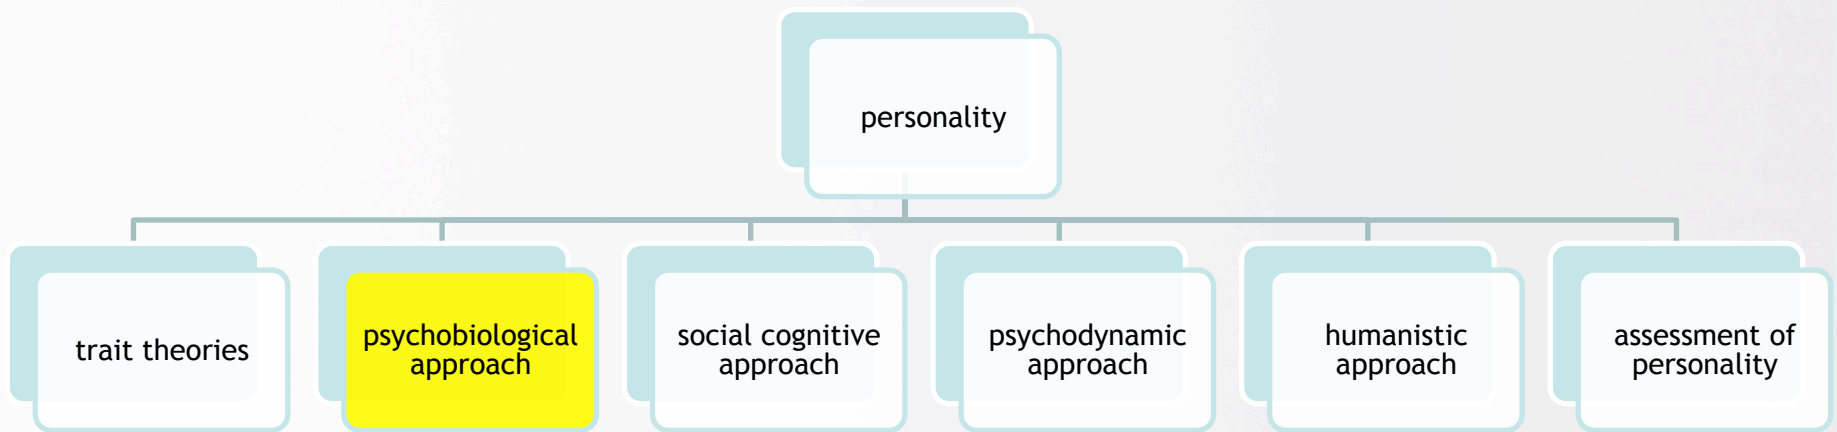 personality
trait theories
psychobiological
approach
social cognitive
approach
psychodynamic
approach
humanistic
approach
assessment of
personality